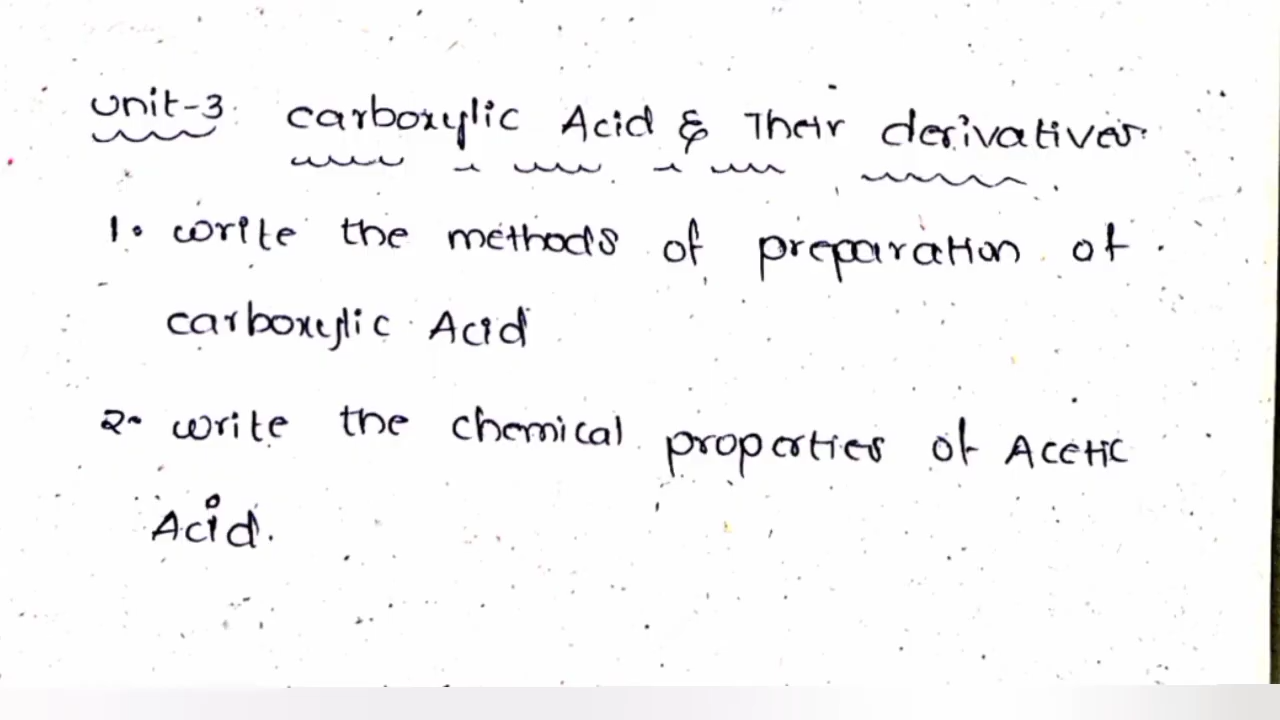 Unit-3. carboxylic Acid & Their derivatives.
1. write the methods of preparation of
carboxylic Acid
2- write the chemical properties of Acetic
Acid.